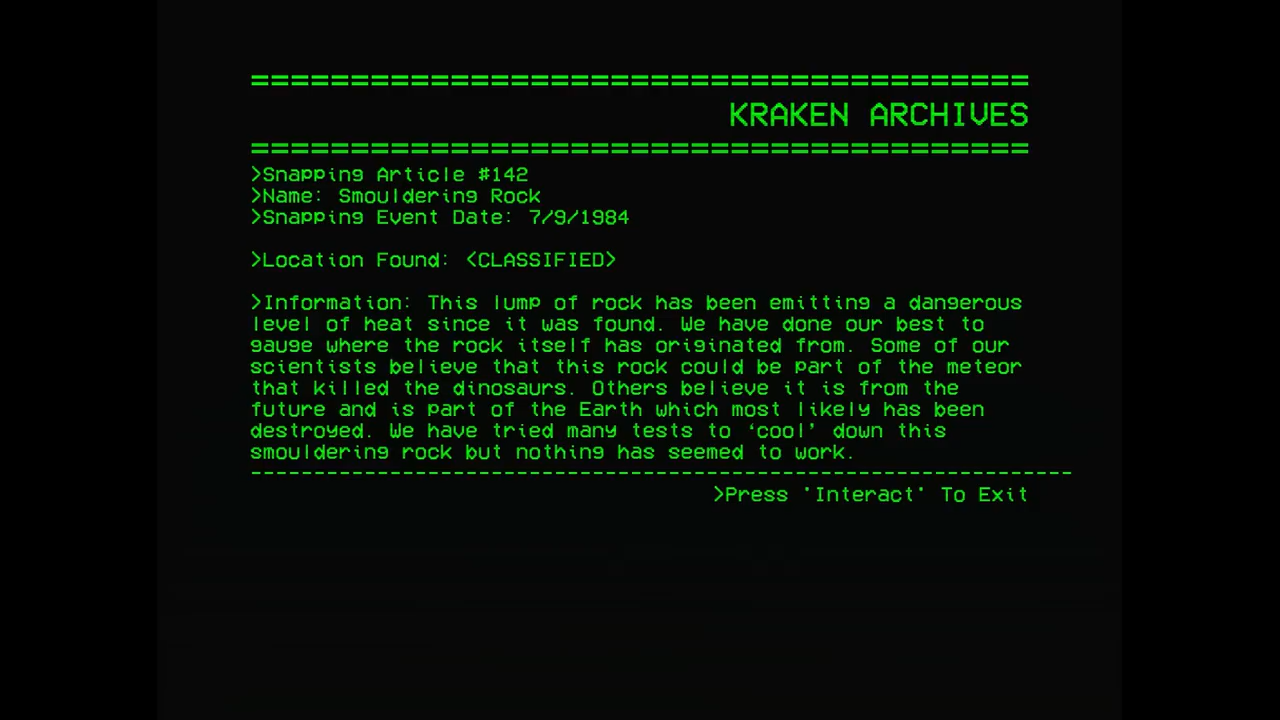 =======================================
KRAKEN ARCHIVES
=======================================
>Snapping Article #142
>Name: Smouldering Rock
>Snapping Event Date: 7/9/1984
>Location Found: <CLASSIFIED>
>Information: This lump of rock has been emitting a dangerous
level of heat since it was found. We have done our best to
gauge where the rock itself has originated from. Some of our
scientists believe that this rock could be part of the meteor
that killed the dinosaurs. Others believe it is from the
future and is part of the Earth which most likely has been
destroyed. We have tried many tests to ‘cool’ down this
smouldering rock but nothing has seemed to work.
-----------------------------------------------------------------
>Press 'Interact' To Exit